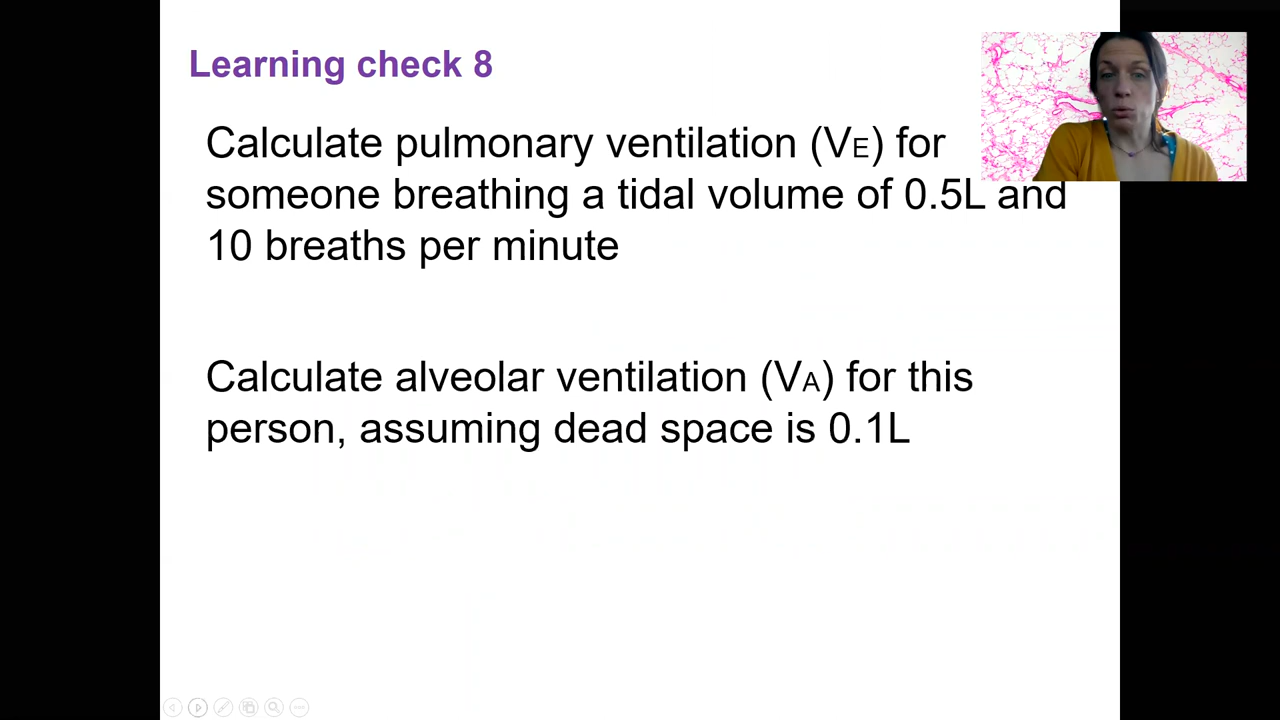 Learning check 8
Calculate pulmonary ventilation (VE) for
someone breathing a tidal volume of 0.5L and
10 breaths per minute
Calculate alveolar ventilation (VA) for this
person, assuming dead space is 0.1L